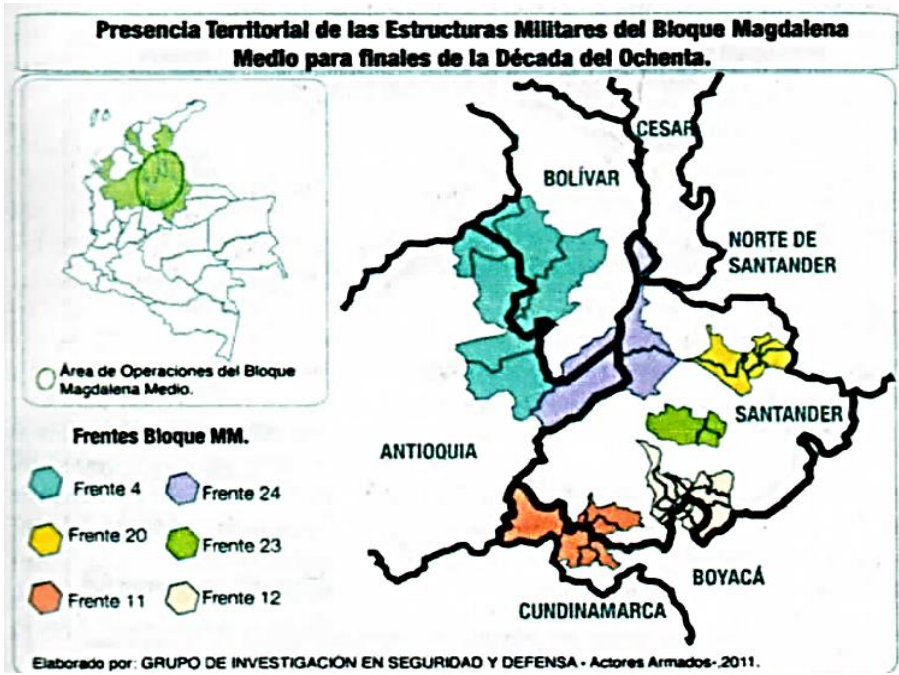 Presencia Territorial de las Estructuras Militares del Bloque Magdalena
Medio para finales de la Década del Ochenta.
CESAR
BOLÍVAR
NORTE DE
SANTANDER
Área de Operaciones del Bloque
Magdalena Medio.
SANTANDER
Frentes Bloque MM.
ANTIOQUIA
Frente 4
Frente 24
Frente 20
Frente 23
Frente 11
Frente 12
BOYACÁ
CUNDINAMARCA
Elaborado por: GRUPO DE INVESTIGACIÓN EN SEGURIDAD Y DEFENSA - Actores Armados-,2011.